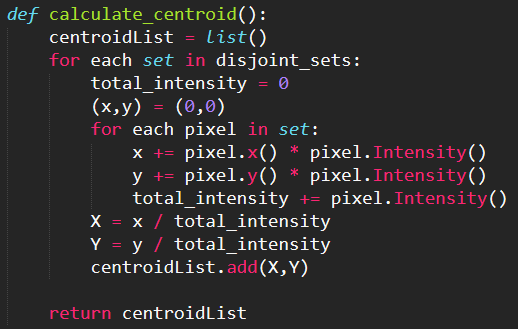 def calculate_centroid():
    centroidList = list()
    for each set in disjoint_sets:
        total_intensity = 0
        (x,y) = (0,0)
        for each pixel in set:
            x += pixel.x() * pixel.Intensity()
            y += pixel.y() * pixel.Intensity()
            total_intensity += pixel.Intensity()
        X = x / total_intensity
        Y = y / total_intensity
        centroidList.add(X,Y)
    return centroidList